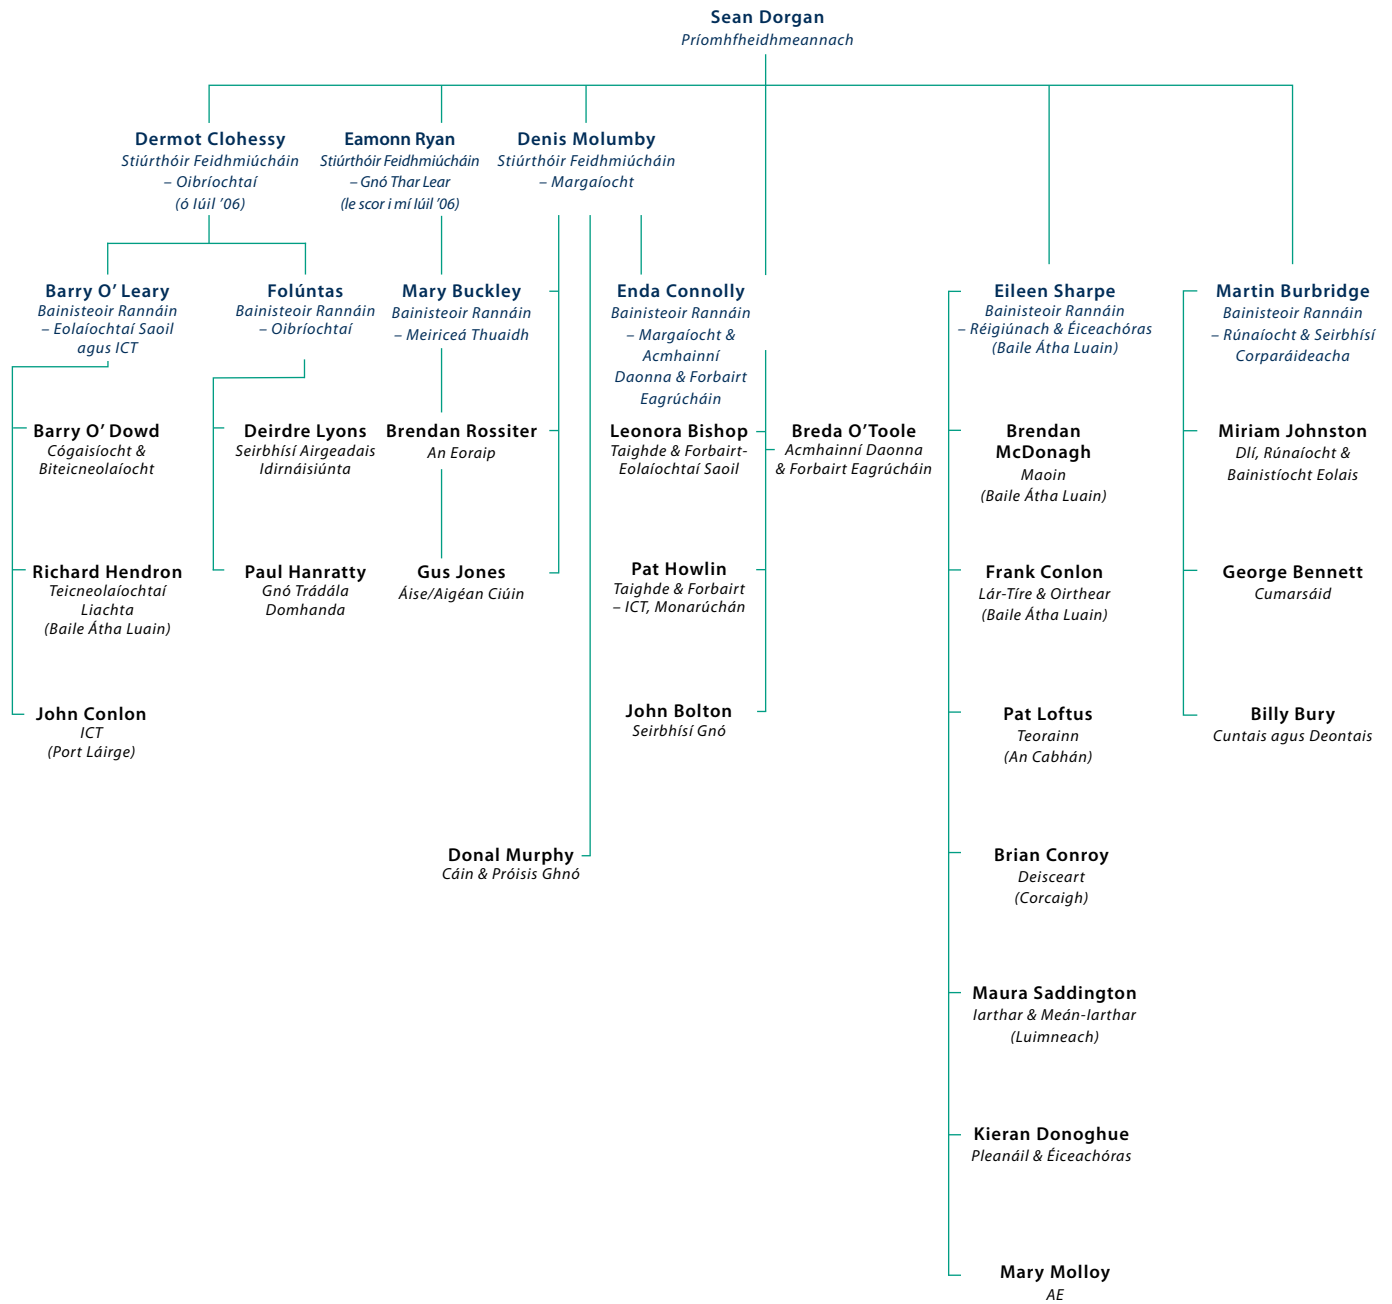 Sean Dorgan
Príomhfheidhmeannach
Dermot Clohessy
Stiúrthóir Feidhmiúcháin
– Oibríochtaí
(ó Iúil ’06)
Eamonn Ryan
Stiúrthóir Feidhmiúcháin
– Gnó Thar Lear
(le scor i mí Iúil ’06)
Denis Molumby
Stiúrthóir Feidhmiúcháin
– Margaíocht
Barry O’ Leary
Bainisteoir Rannáin
– Eolaíochtaí Saoil
agus ICT
Folúntas
Bainisteoir Rannáin
– Oibríochtaí
Mary Buckley
Bainisteoir Rannáin
– Meiriceá Thuaidh
Enda Connolly
Bainisteoir Rannáin
– Margaíocht &
Acmhainní
Daonna & Forbairt
Eagrúcháin
Eileen Sharpe
Bainisteoir Rannáin
– Réigiúnach & Éiceachóras
(Baile Átha Luain)
Martin Burbridge
Bainisteoir Rannáin
– Rúnaíocht & Seirbhísí
Corparáideacha
Barry O’ Dowd
Cógaisíocht &
Biteicneolaíocht
Deirdre Lyons
Seirbhísí Airgeadais
Idirnáisiúnta
Brendan Rossiter
An Eoraip
Leonora Bishop
Taighde & Forbairt-
Eolaíochtaí Saoil
Breda O’Toole
Acmhainní Daonna
& Forbairt Eagrúcháin
Brendan
McDonagh
Maoin
(Baile Átha Luain)
Miriam Johnston
Dlí, Rúnaíocht &
Bainistíocht Eolais
Richard Hendron
Teicneolaíochtaí
Liachta
(Baile Átha Luain)
Paul Hanratty
Gnó Trádála
Domhanda
Gus Jones
Áise/Aigéan Ciúin
Pat Howlin
Taighde & Forbairt
– ICT, Monarúchán
Frank Conlon
Lár-Tíre & Oirthear
(Baile Átha Luain)
George Bennett
Cumarsáid
John Conlon
ICT
(Port Láirge)
John Bolton
Seirbhísí Gnó
Pat Loftus
Teorainn
(An Cabhán)
Billy Bury
Cuntais agus Deontais
Donal Murphy
Cáin & Próisis Ghnó
Brian Conroy
Deisceart
(Corcaigh)
Maura Saddington
Iarthar & Meán-Iarthar
(Luimneach)
Kieran Donoghue
Pleanáil & Éiceachóras
Mary Molloy
AE